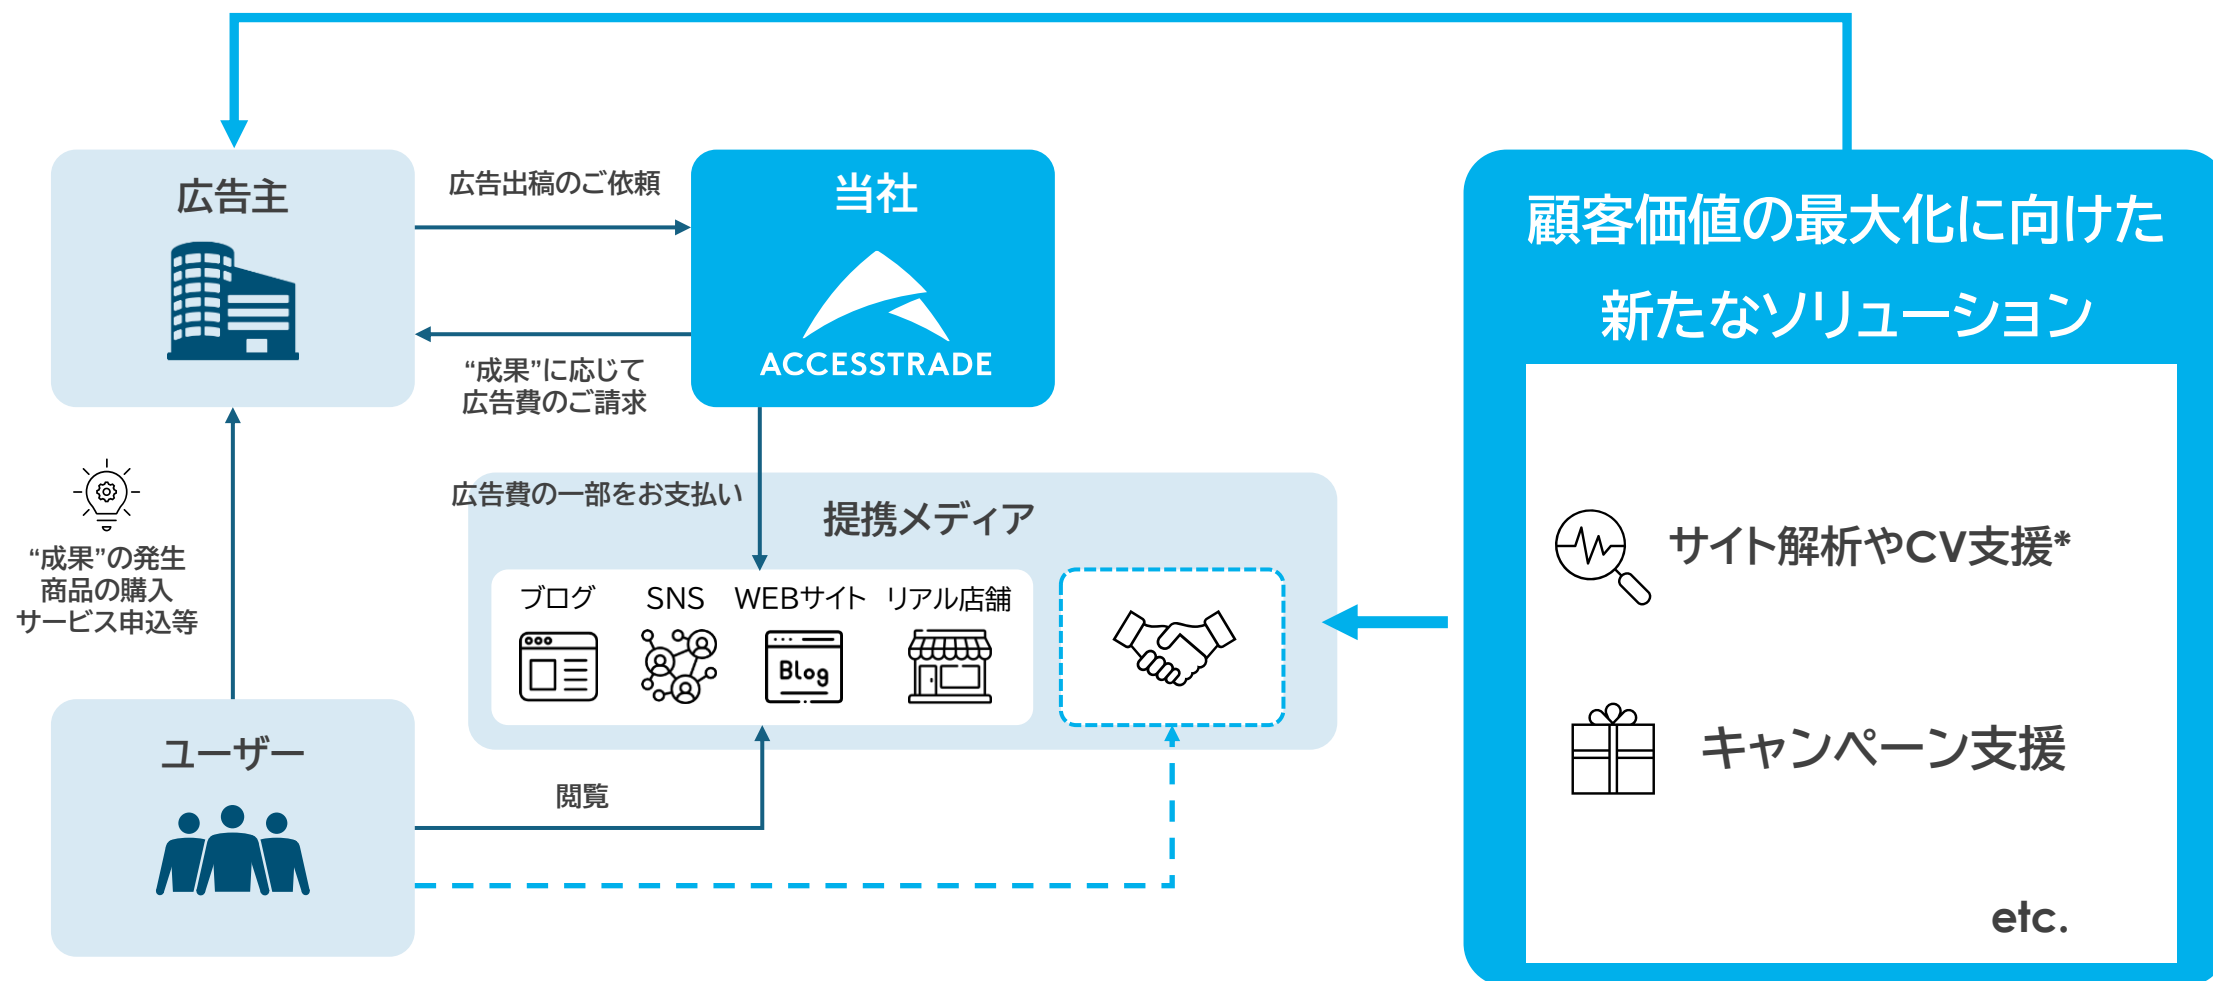 広告主
広告出稿のご依頼
当社
ACCESSTRADE
“成果”に応じて
広告費のご請求
広告費の一部をお支払い
提携メディア
ブログ
SNS
WEBサイト
リアル店舗
Blog
“成果”の発生
商品の購入
サービス申込等
ユーザー
閲覧
顧客価値の最大化に向けた
新たなソリューション
サイト解析やCV支援*
キャンペーン支援
etc.